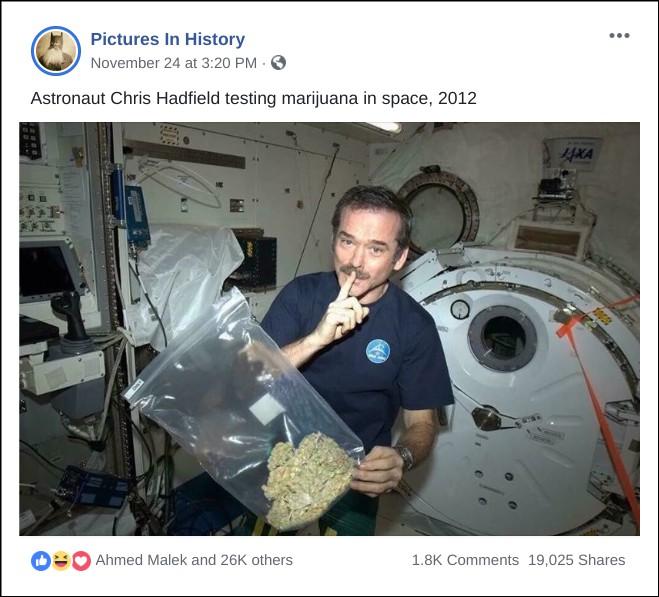 Pictures In History
November 24 at 3:20 PM ·
Astronaut Chris Hadfield testing marijuana in space, 2012
JAXA
Ahmed Malek and 26K others
1.8K Comments 19,025 Shares